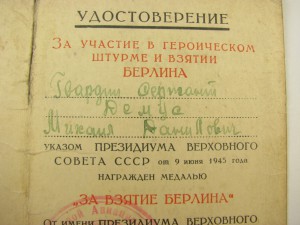 УДОСТОВЕРЕНИЕ
ЗА УЧАСТИЕ В ГЕРОИЧЕСКОМ
ШТУРМЕ И ВЗЯТИИ
БЕРЛИНА
Гвардии Сержант
Демус
Михаил Данилович
УКАЗОМ ПРЕЗИДИУМА ВЕРХОВНОГО
СОВЕТА СССР от 9 июня 1945 года
НАГРАЖДЕН МЕДАЛЬЮ
„ЗА ВЗЯТИЕ БЕРЛИНА"
От имени ПРЕЗИДИУМА ВЕРХОВНОГО